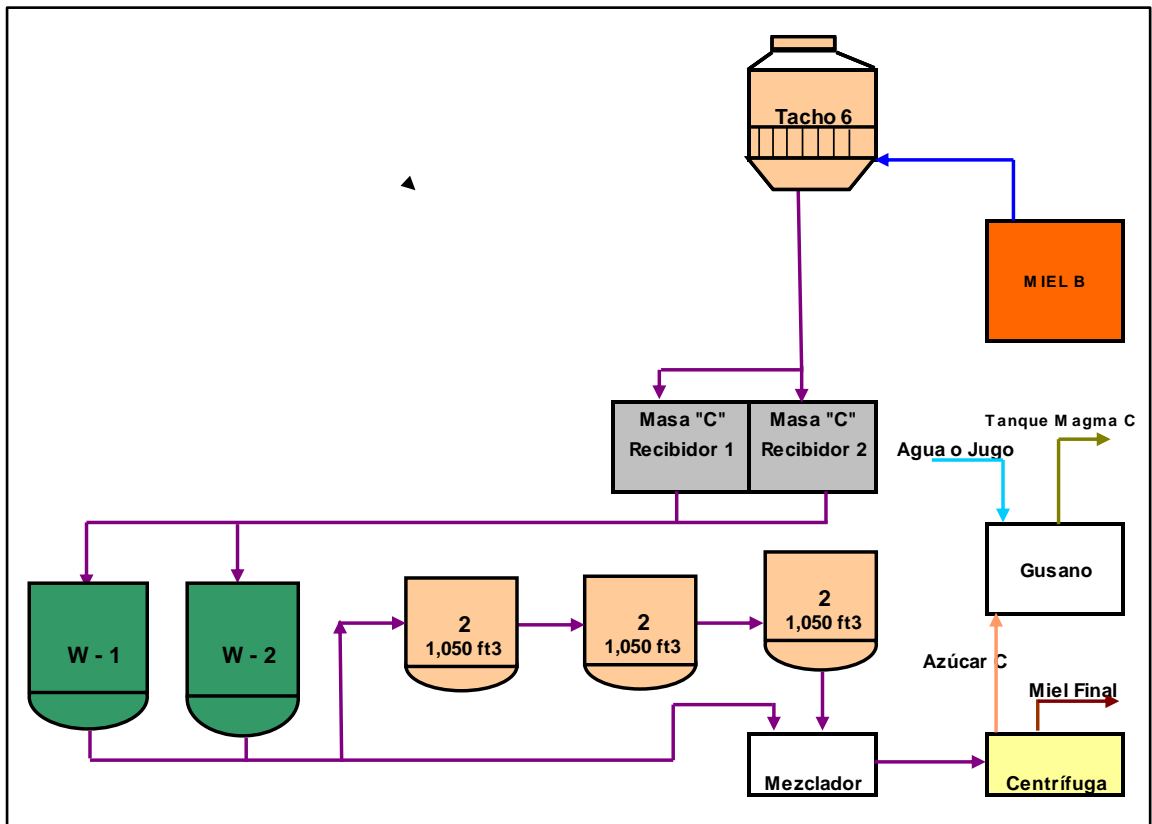 Tacho 6
MIEL B
Masa "C"
Recibidor 1
Masa "C"
Recibidor 2
Tanque Magma C
Agua o Jugo
Gusano
W - 1
W - 2
2
1,050 ft3
2
1,050 ft3
2
1,050 ft3
Azúcar C
Miel Final
Mezclador
Centrífuga